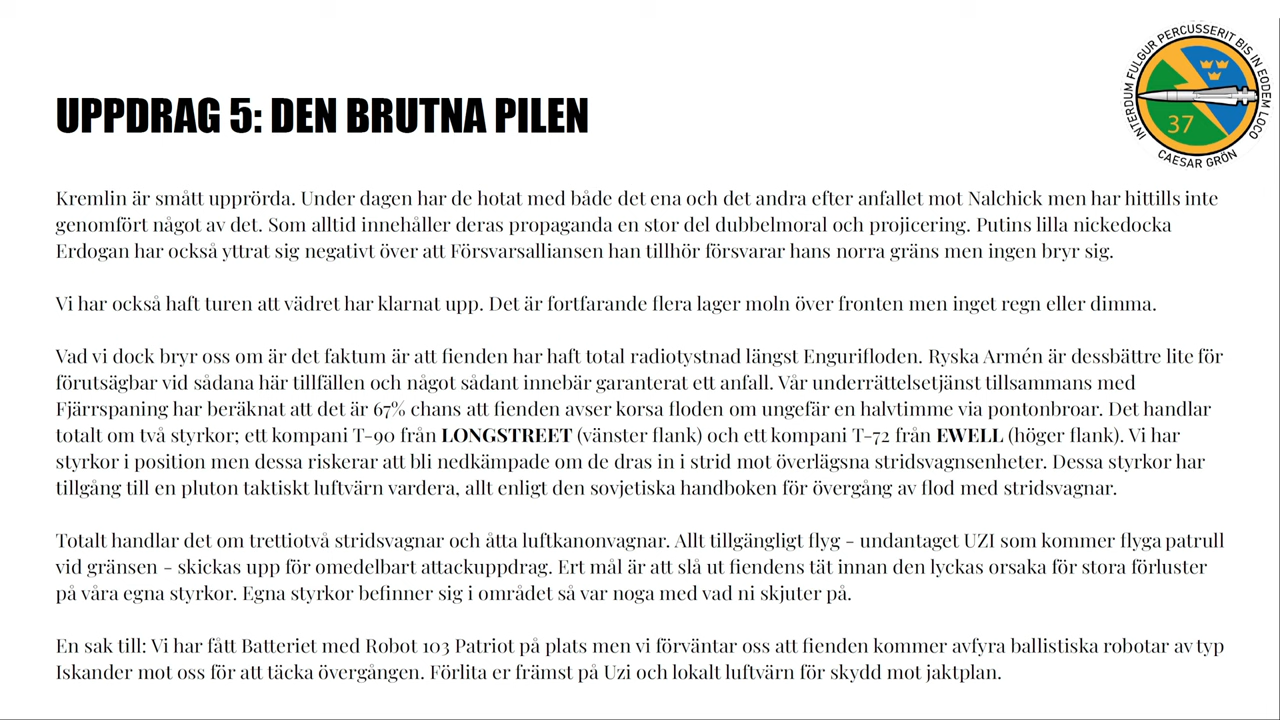 INTERDUM FULGUR PERCUSSERIT BIS IN EODEM LOCO
37
CAESAR GRÖN
UPPDRAG 5: DEN BRUTNA PILEN
Kremlin är smått upprörda. Under dagen har de hotat med både det ena och det andra efter anfallet mot Nalchick men har hittills inte
genomfört något av det. Som alltid innehåller deras propaganda en stor del dubbelmoral och projicering. Putins lilla nickedocka
Erdogan har också yttrat sig negativt över att Försvarsalliansen han tillhör försvarar hans norra gräns men ingen bryr sig.
Vi har också haft turen att vädret har klarnat upp. Det är fortfarande flera lager moln över fronten men inget regn eller dimma.
Vad vi dock bryr oss om är det faktum är att fienden har haft total radiotystnad längst Engurifloden. Ryska Armén är dessbättre lite för
förutsägbar vid sådana här tillfällen och något sådant innebär garanterat ett anfall. Vår underrättelsetjänst tillsammans med
Fjärrspaning har beräknat att det är 67% chans att fienden avser korsa floden om ungefär en halvtimme via pontonbroar. Det handlar
totalt om två styrkor; ett kompani T-90 från LONGSTREET (vänster flank) och ett kompani T-72 från EWELL (höger flank). Vi har
styrkor i position men dessa riskerar att bli nedkämpade om de dras in i strid mot överlägsna stridsvagnsenheter. Dessa styrkor har
tillgång till en pluton taktiskt luftvärn vardera, allt enligt den sovjetiska handboken för övergång av flod med stridsvagnar.
Totalt handlar det om trettiotvå stridsvagnar och åtta luftkanonvagnar. Allt tillgängligt flyg - undantaget UZI som kommer flyga patrull
vid gränsen - skickas upp för omedelbart attackuppdrag. Ert mål är att slå ut fiendens tät innan den lyckas orsaka för stora förluster
på våra egna styrkor. Egna styrkor befinner sig i området så var noga med vad ni skjuter på.
En sak till: Vi har fått Batteriet med Robot 103 Patriot på plats men vi förväntar oss att fienden kommer avfyra ballistiska robotar av typ
Iskander mot oss för att täcka övergången. Förlita er främst på Uzi och lokalt luftvärn för skydd mot jaktplan.